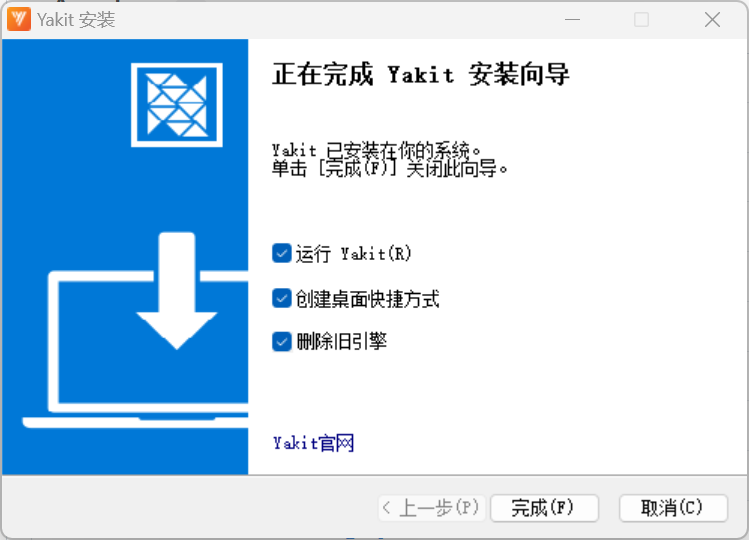 Yakit 安装
正在完成 Yakit 安装向导
Yakit 已安装在你的系统。
单击 [完成(F)] 关闭此向导。
运行 Yakit(R)
创建桌面快捷方式
删除旧引擎
Yakit官网
< 上一步(P)
完成(F)
取消(C)